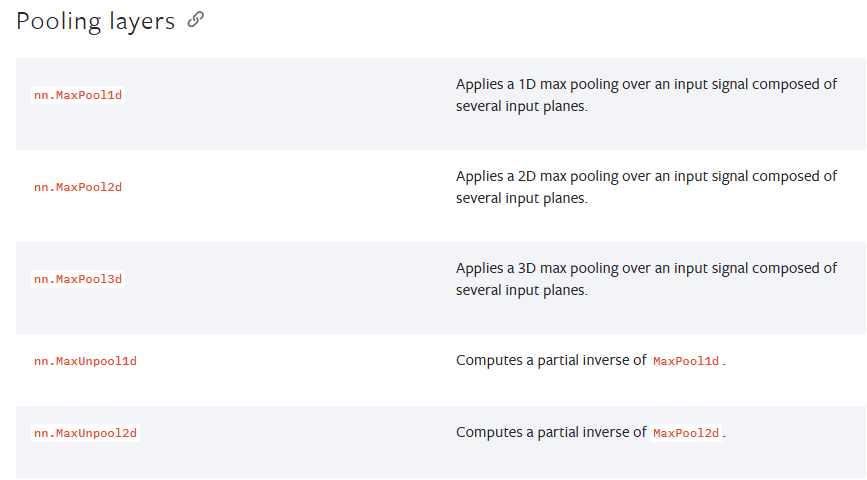 Pooling layers
nn.MaxPool1d
Applies a 1D max pooling over an input signal composed of
several input planes.
nn.MaxPool2d
Applies a 2D max pooling over an input signal composed of
several input planes.
nn.MaxPool3d
Applies a 3D max pooling over an input signal composed of
several input planes.
nn.MaxUnpool1d
Computes a partial inverse of MaxPool1d.
nn.MaxUnpool2d
Computes a partial inverse of MaxPool2d.